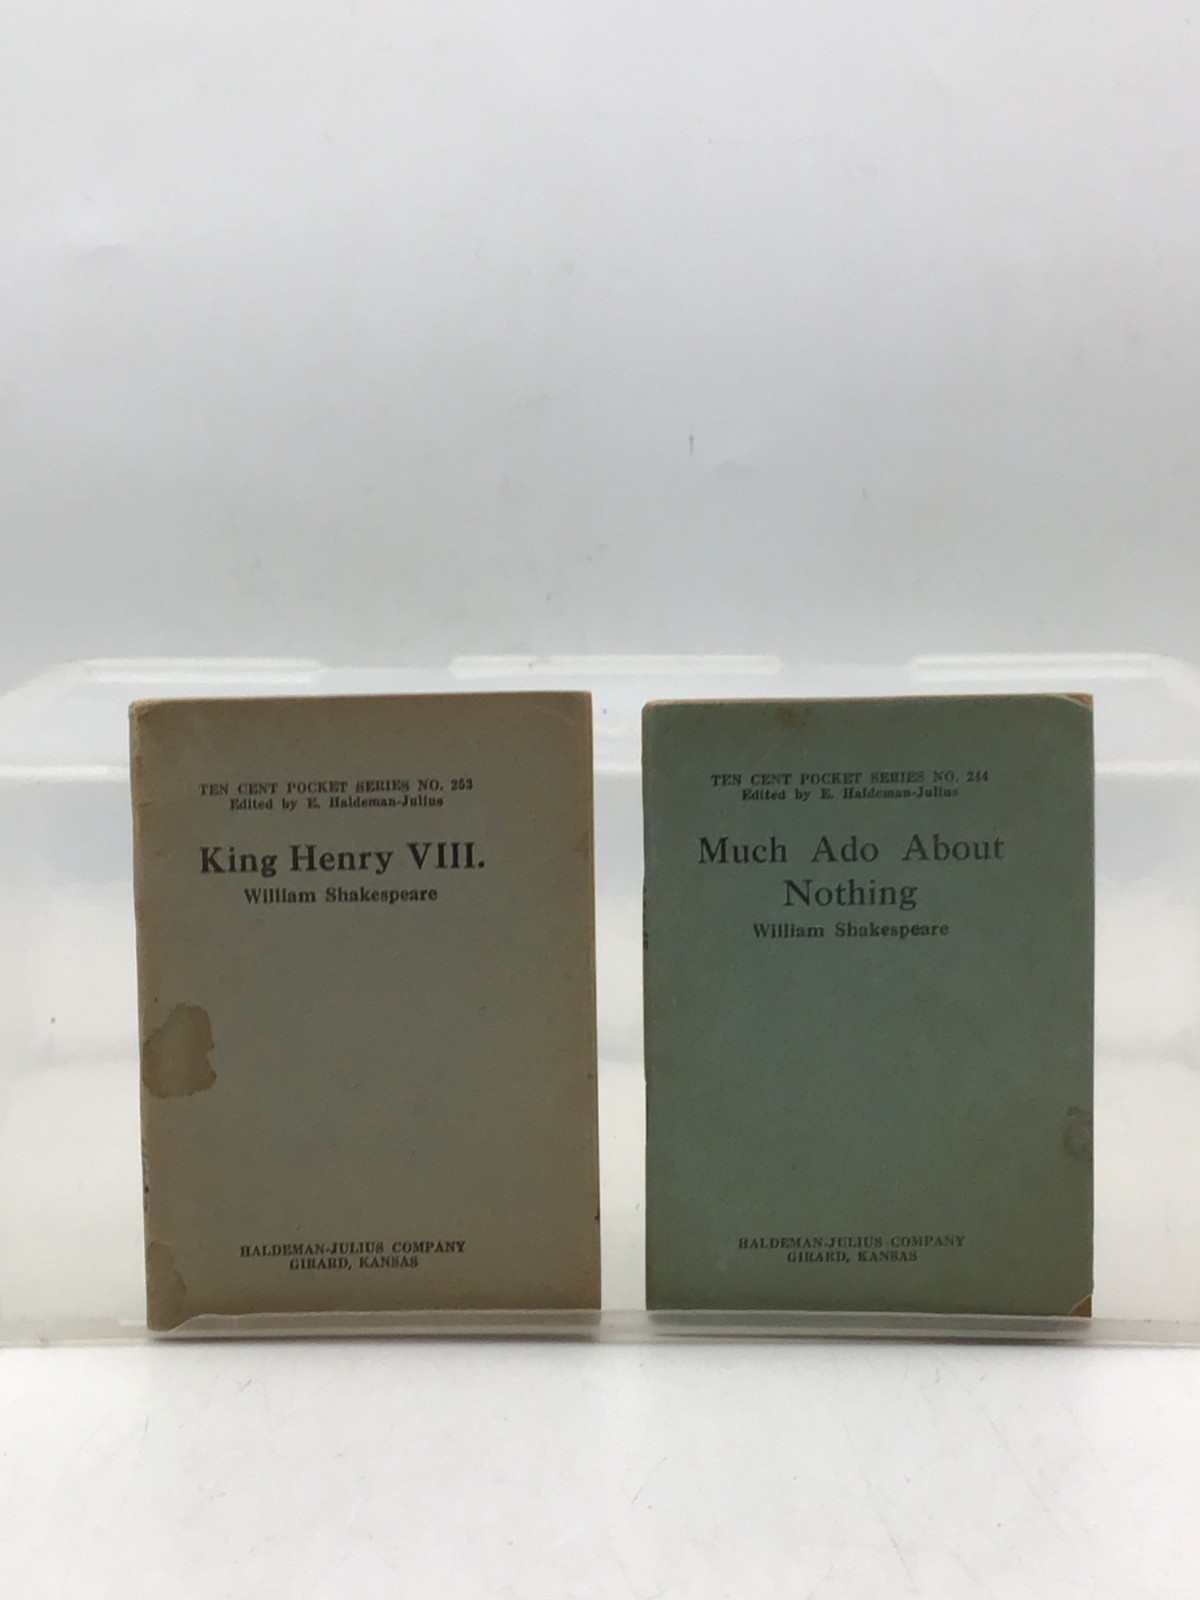 TEN CENT POCKET SERIES NO. 253
Edited by E. Haldeman-Julius
King Henry VIII.
William Shakespeare
HALDEMAN-JULIUS COMPANY
GIRARD, KANSAS
TEN CENT POCKET SERIES NO. 244
Edited by E. Haldeman-Julius
Much Ado About
Nothing
William Shakespeare
HALDEMAN-JULIUS COMPANY
GIRARD, KANSAS